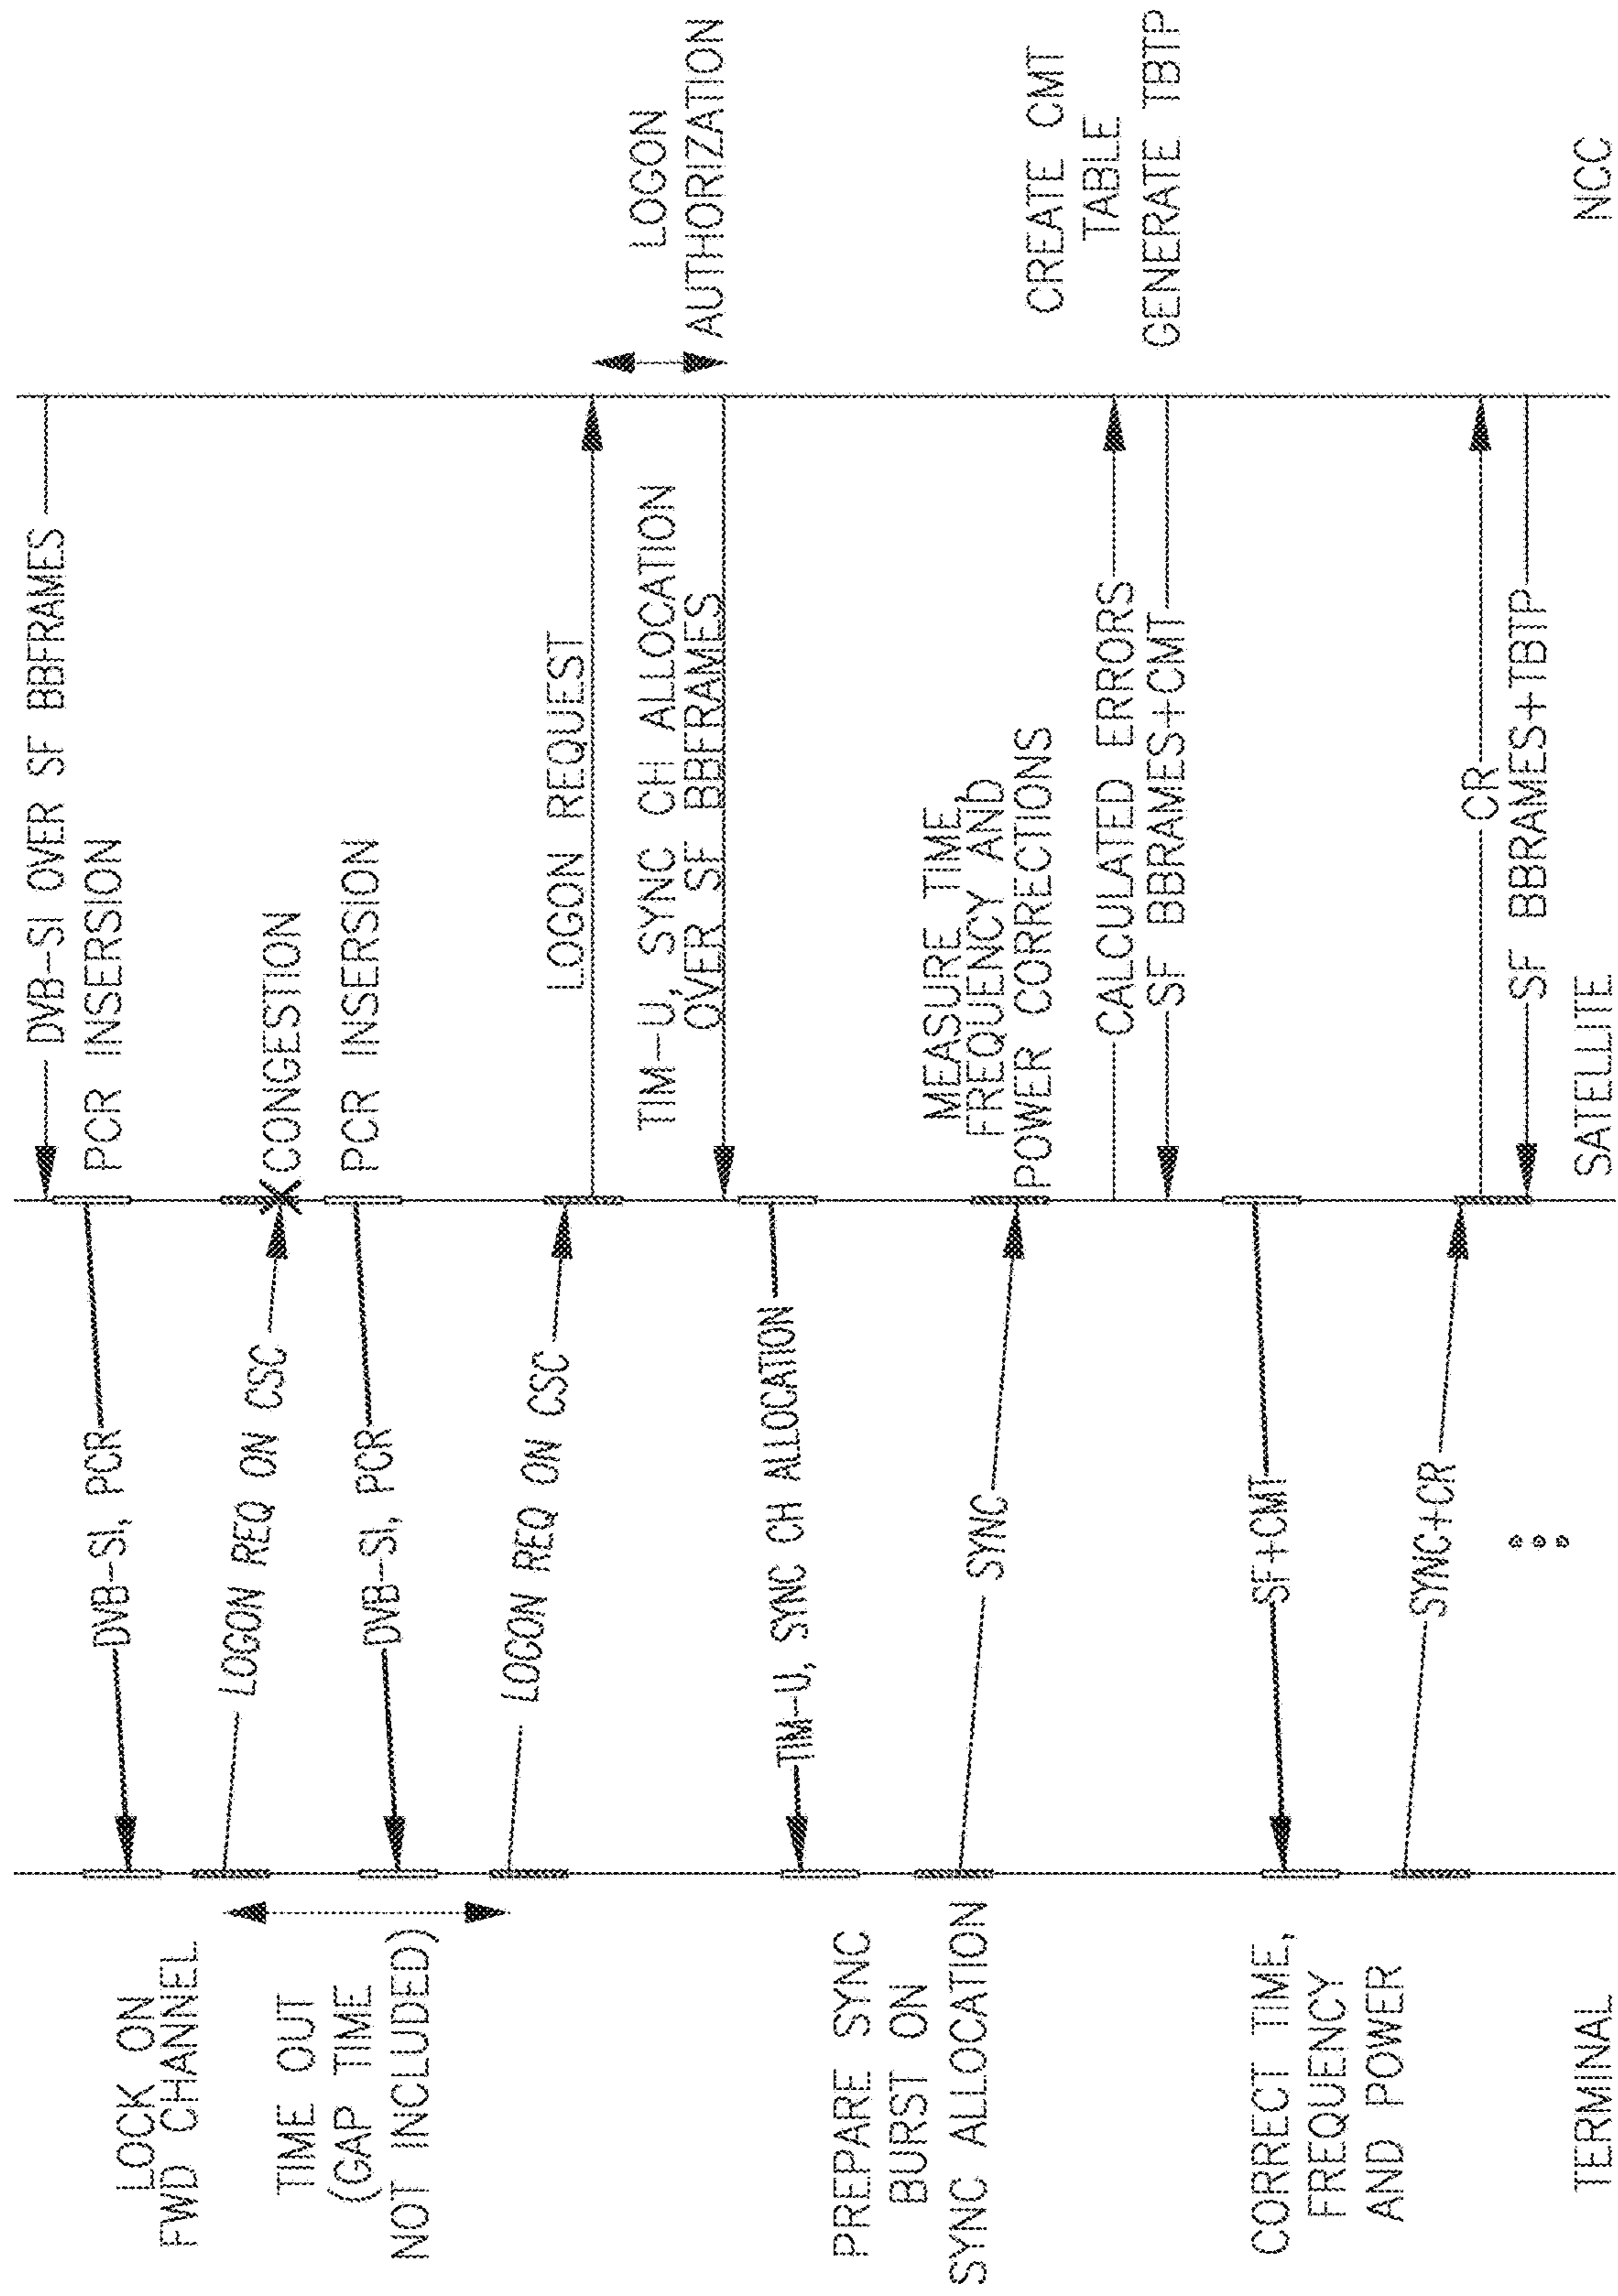 LOCK ON
FWD CHANNEL
TIME OUT
(GAP TIME
NOT INCLUDED)
PREPARE SYNC
BURST ON
SYNC ALLOCATION
CORRECT TIME,
FREQUENCY
AND POWER
TERMINAL
DVB-SI, PCR
LOGON REQ ON CSC
DVB-SI, PCR
LOGON REQ ON CSC
TIM-U, SYNC CH ALLOCATION
SYNC
SF+CMT
SYNC+CR
DVB-SI OVER SF BBFRAMES
PCR INSERSION
CONGESTION
PCR INSERSION
LOGON REQUEST
TIM-U, SYNC CH ALLOCATION
OVER SF BBFRAMES
MEASURE TIME,
FREQUENCY AND
POWER CORRECTIONS
CALCULATED ERRORS
SF BBRAMES+CMT
CR
SF BBRAMES+TBTP
SATELLITE
LOGON
AUTHORIZATION
CREATE CMT
TABLE
GENERATE TBTP
NCC